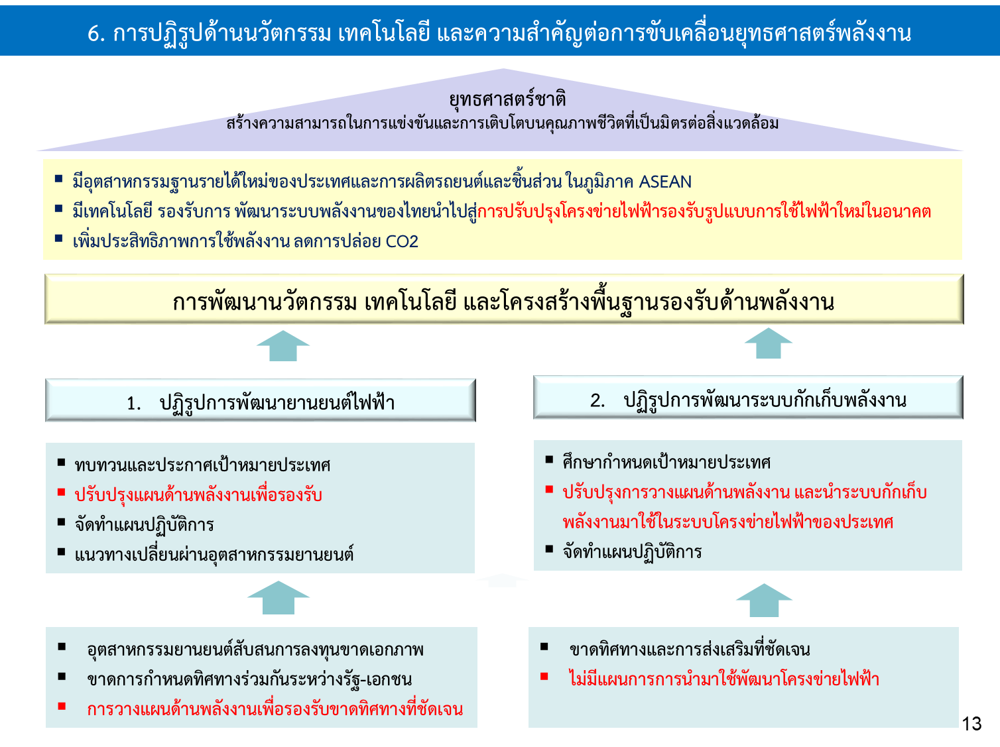 6. การปฏิรูปด้านนวัตกรรม เทคโนโลยี และความสำคัญต่อการขับเคลื่อนยุทธศาสตร์พลังงาน
ยุทธศาสตร์ชาติ
สร้างความสามารถในการแข่งขันและการเติบโตบนคุณภาพชีวิตที่เป็นมิตรต่อสิ่งแวดล้อม
▪ มีอุตสาหกรรมฐานรายได้ใหม่ของประเทศและการผลิตรถยนต์และชิ้นส่วน ในภูมิภาค ASEAN
▪ มีเทคโนโลยี รองรับการ พัฒนาระบบพลังงานของไทยนำไปสู่การปรับปรุงโครงข่ายไฟฟ้ารองรับรูปแบบการใช้ไฟฟ้าใหม่ในอนาคต
▪ เพิ่มประสิทธิภาพการใช้พลังงาน ลดการปล่อย CO2
การพัฒนานวัตกรรม เทคโนโลยี และโครงสร้างพื้นฐานรองรับด้านพลังงาน
1. ปฏิรูปการพัฒนายานยนต์ไฟฟ้า
▪ ทบทวนและประกาศเป้าหมายประเทศ
▪ ปรับปรุงแผนด้านพลังงานเพื่อรองรับ
▪ จัดทำแผนปฏิบัติการ
▪ แนวทางเปลี่ยนผ่านอุตสาหกรรมยานยนต์
▪ อุตสาหกรรมยานยนต์สับสนการลงทุนขาดเอกภาพ
▪ ขาดการกำหนดทิศทางร่วมกันระหว่างรัฐ-เอกชน
▪ การวางแผนด้านพลังงานเพื่อรองรับขาดทิศทางที่ชัดเจน
2. ปฏิรูปการพัฒนาระบบกักเก็บพลังงาน
▪ ศึกษากำหนดเป้าหมายประเทศ
▪ ปรับปรุงการวางแผนด้านพลังงาน และนำระบบกักเก็บ
พลังงานมาใช้ในระบบโครงข่ายไฟฟ้าของประเทศ
▪ จัดทำแผนปฏิบัติการ
▪ ขาดทิศทางและการส่งเสริมที่ชัดเจน
▪ ไม่มีแผนการการนำมาใช้พัฒนาโครงข่ายไฟฟ้า
13